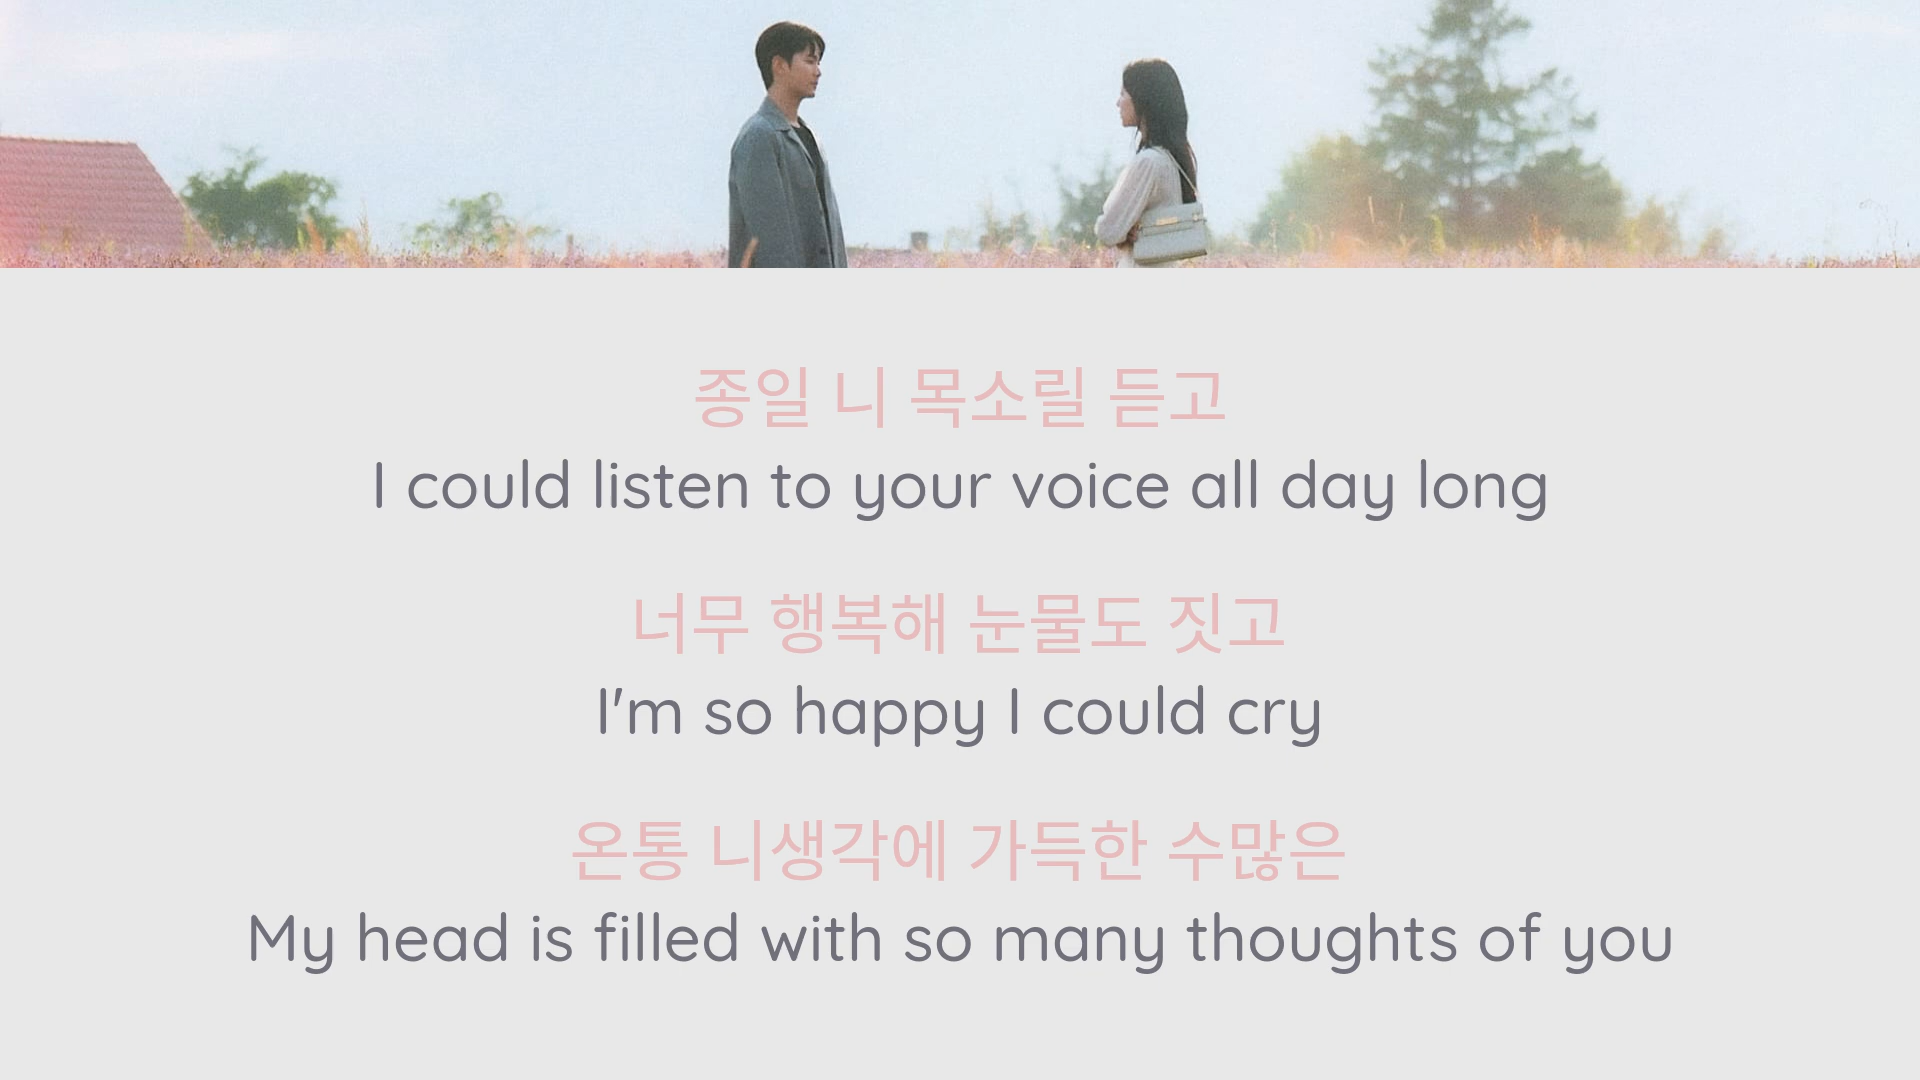 종일 니 목소릴 듣고
I could listen to your voice all day long
너무 행복해 눈물도 짓고
I'm so happy I could cry
온통 니생각에 가득한 수많은
My head is filled with so many thoughts of you